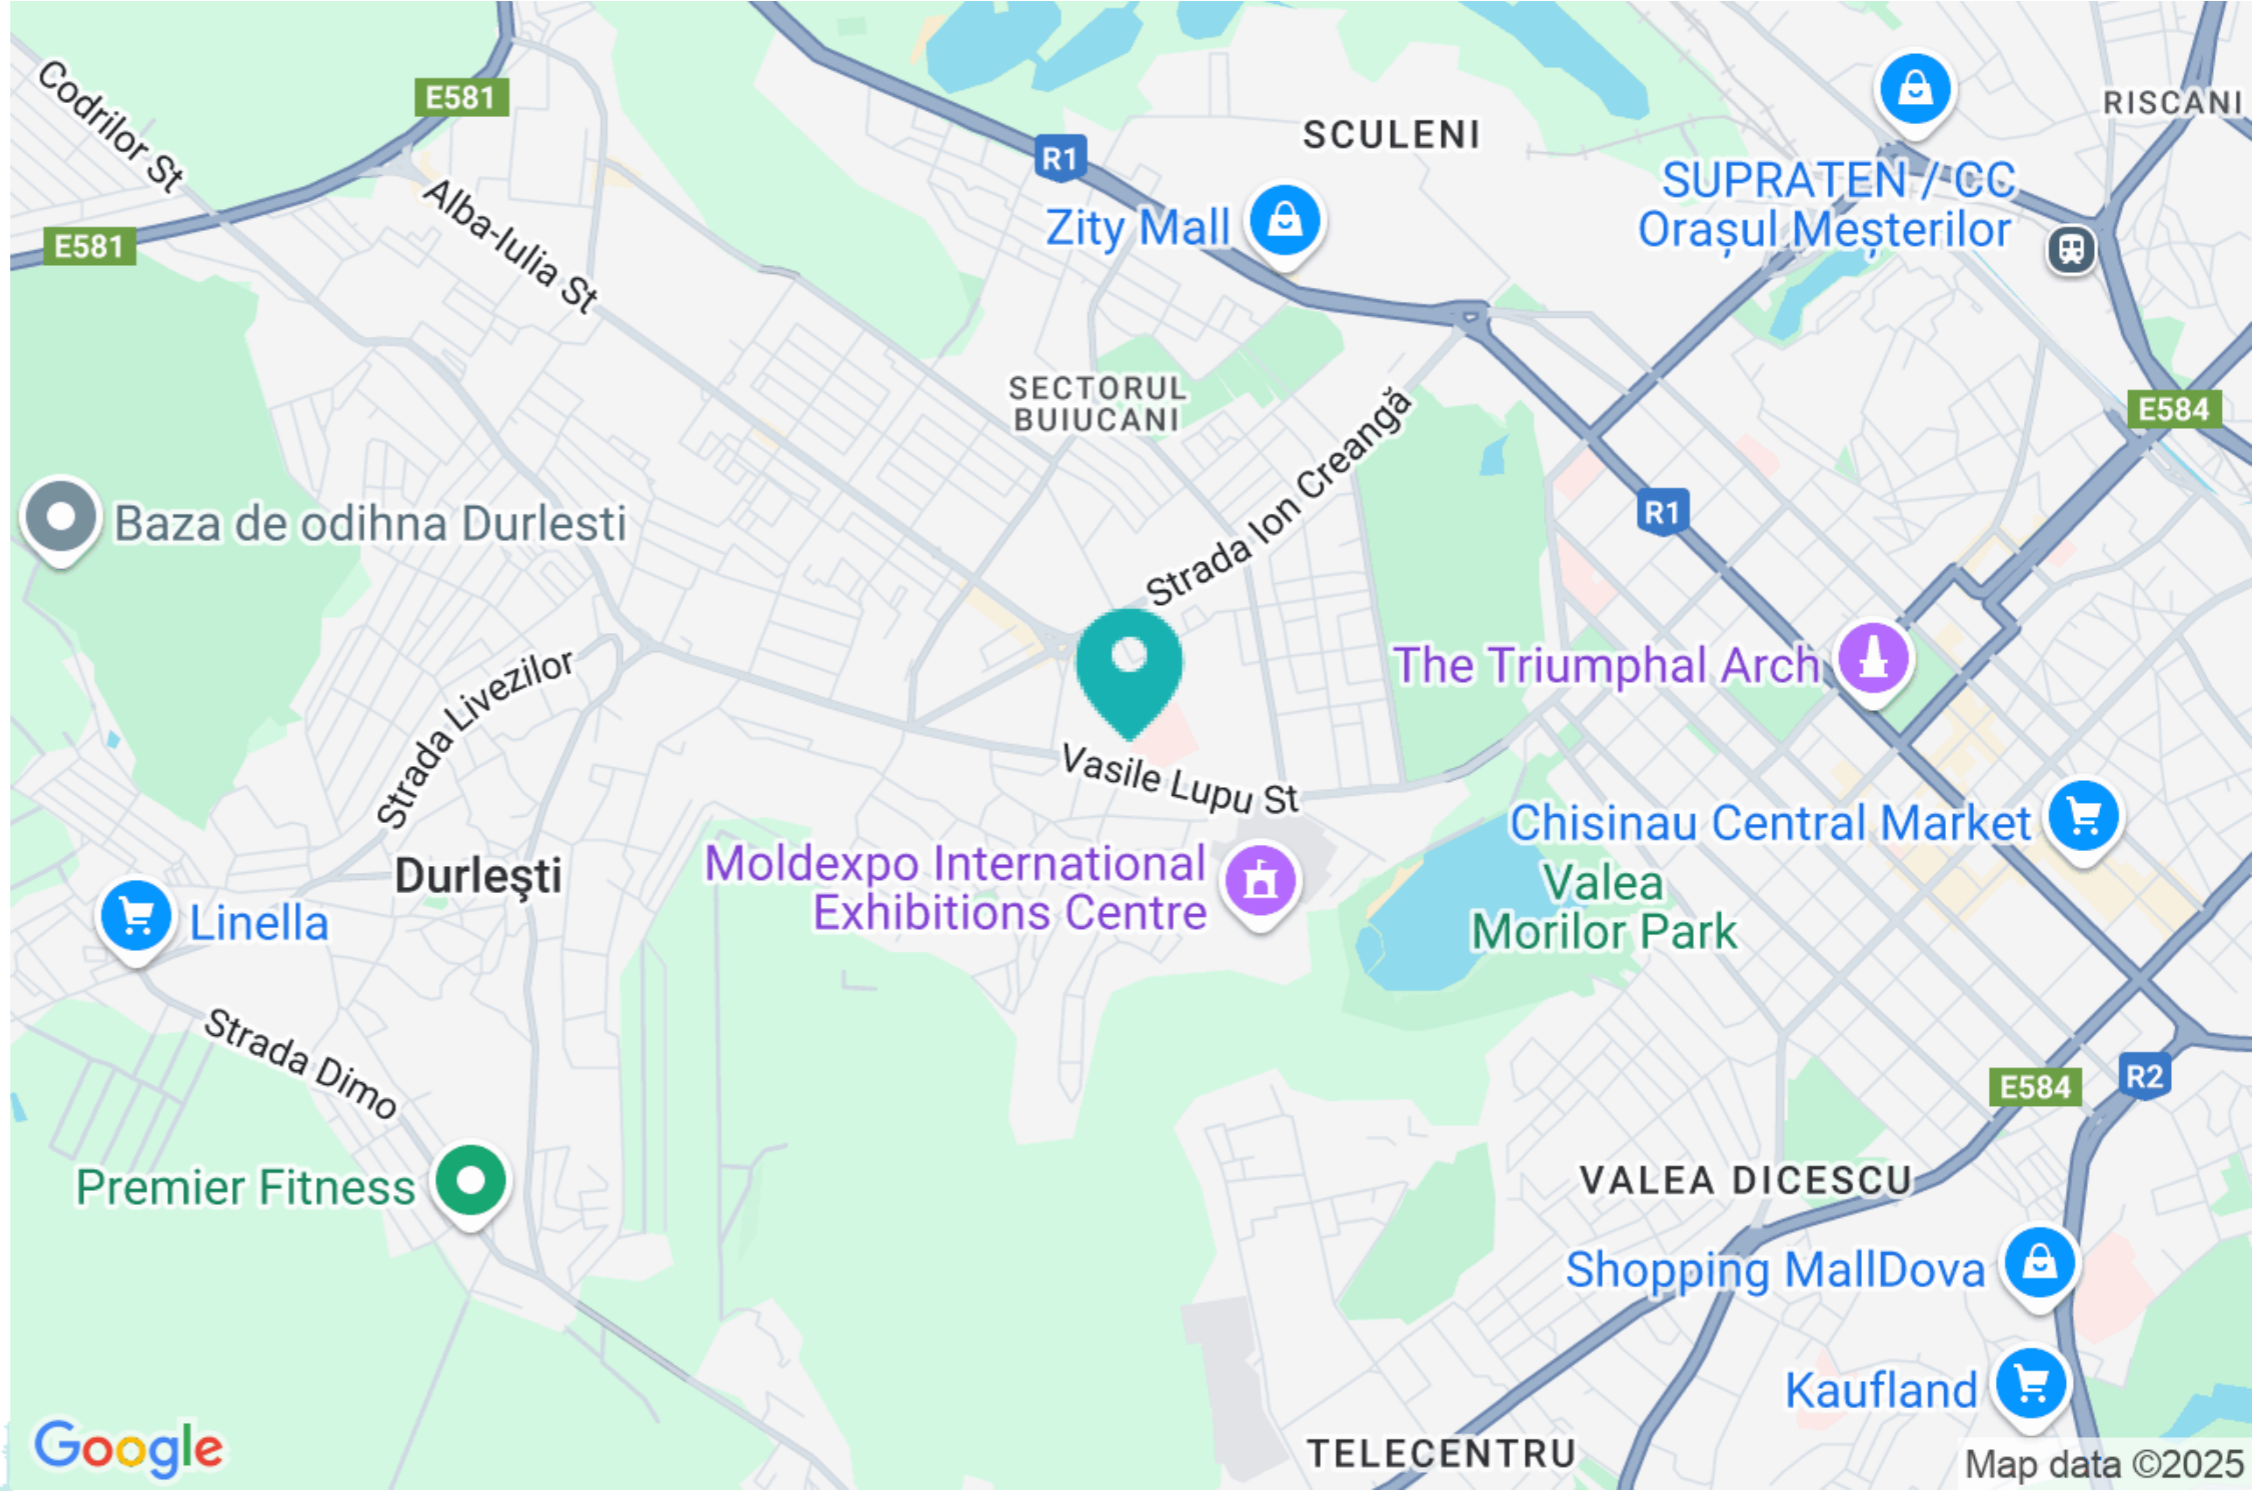 Codrilor St
E581
R1
SCULENI
RISCANI
SUPRATEN / CC
Orașul Meșterilor
Zity Mall
E581
Alba-Iulia St
SECTORUL
BUIUCANI
E584
Strada Ion Creangă
Baza de odihna Durlesti
R1
Strada Livezilor
The Triumphal Arch
Vasile Lupu St
Chisinau Central Market
Moldexpo International
Exhibitions Centre
Durleşti
Valea
Morilor Park
Linella
Strada Dimo
R2
E584
Premier Fitness
VALEA DICESCU
Shopping MallDova
Kaufland
Google
TELECENTRU
Map data ©2025